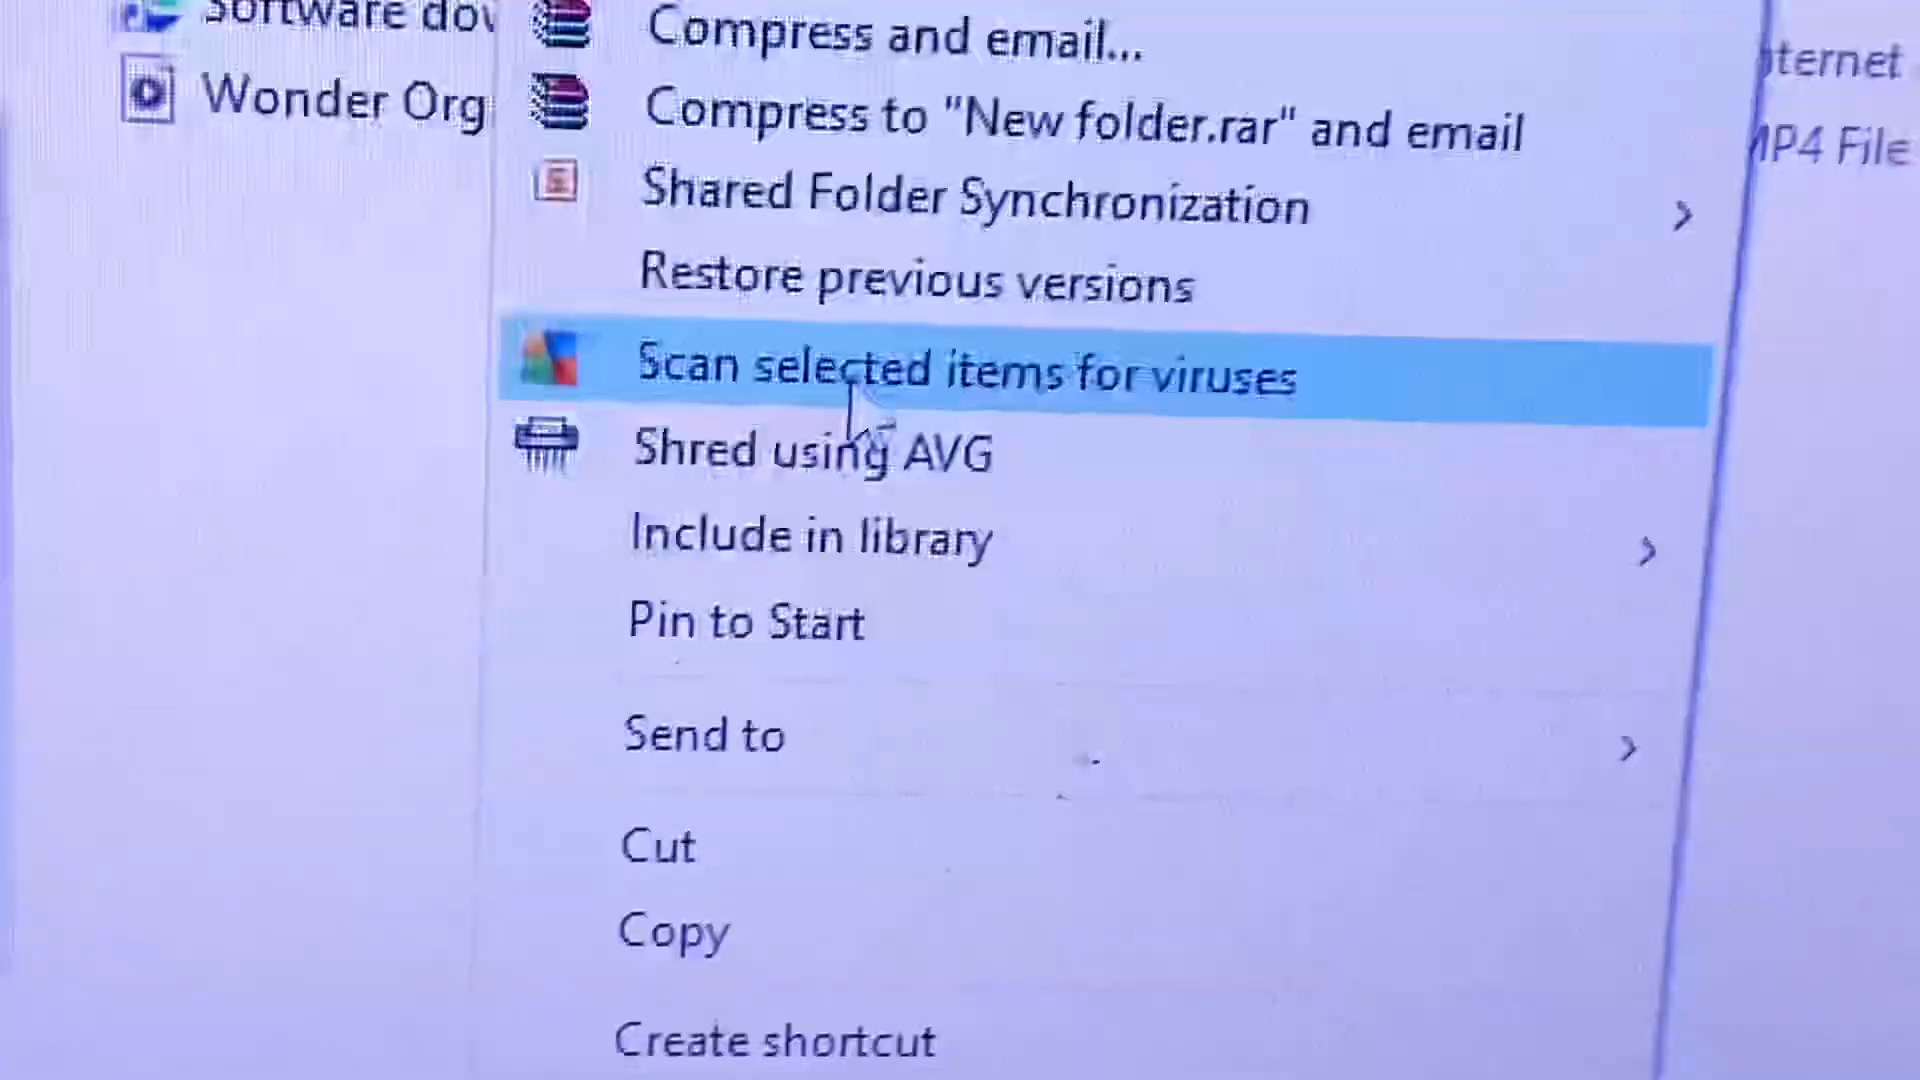 Software dov
Compress and email...
Wonder Org
Compress to "New folder.rar" and email
ternet
MP4 File
Shared Folder Synchronization
Restore previous versions
Scan selected items for viruses
Shred using AVG
Include in library
Pin to Start
Send to
Cut
Copy
Create shortcut